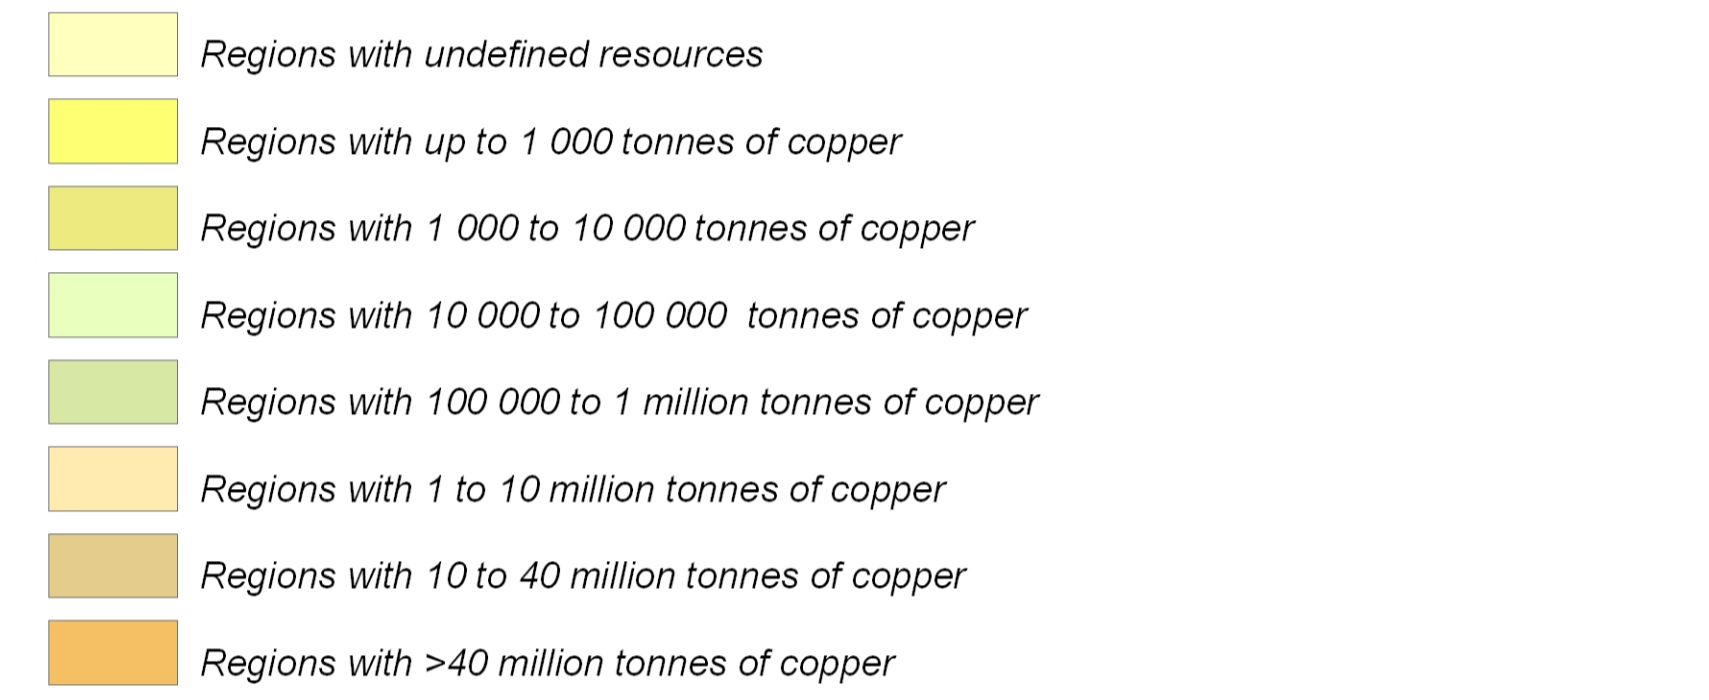 Regions with undefined resources
Regions with up to 1 000 tonnes of copper
Regions with 1 000 to 10 000 tonnes of copper
Regions with 10 000 to 100 000  tonnes of copper
Regions with 100 000 to 1 million tonnes of copper
Regions with 1 to 10 million tonnes of copper
Regions with 10 to 40 million tonnes of copper
Regions with >40 million tonnes of copper